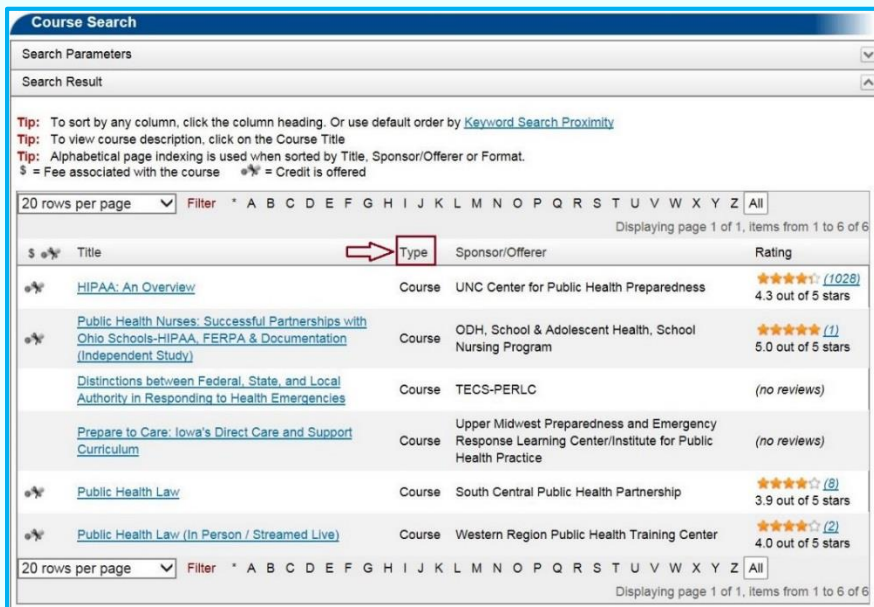 Course Search
Search Parameters
Search Result
Tip: To sort by any column, click the column heading. Or use default order by Keyword Search Proximity
Tip: To view course description, click on the Course Title
Tip: Alphabetical page indexing is used when sorted by Title, Sponsor/Offerer or Format.
$ = Fee associated with the course = Credit is offered
20 rows per page Filter * A B C D E F G H I J K L M N O P Q R S T U V W X Y Z All
Displaying page 1 of 1, items from 1 to 6 of 6
$ Title Type Sponsor/Offerer Rating
HIPAA: An Overview Course UNC Center for Public Health Preparedness (1028)
4.3 out of 5 stars
Public Health Nurses: Successful Partnerships with
Ohio Schools-HIPAA, FERPA & Documentation
(Independent Study)
Course
ODH, School & Adolescent Health, School
Nursing Program
(1)
5.0 out of 5 stars
Distinctions between Federal, State, and Local
Authority in Responding to Health Emergencies
Course TECS-PERLC (no reviews)
Prepare to Care: Iowa's Direct Care and Support
Curriculum
Course
Upper Midwest Preparedness and Emergency
Response Learning Center/Institute for Public
Health Practice
(no reviews)
Public Health Law Course South Central Public Health Partnership (8)
3.9 out of 5 stars
Public Health Law (In Person / Streamed Live) Course Western Region Public Health Training Center (2)
4.0 out of 5 stars
20 rows per page Filter * A B C D E F G H I J K L M N O P Q R S T U V W X Y Z All
Displaying page 1 of 1, items from 1 to 6 of 6